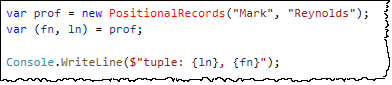 var prof = new PositionalRecords("Mark", "Reynolds");
var (fn, ln) = prof;
Console.WriteLine($"tuple: {ln}, {fn}");